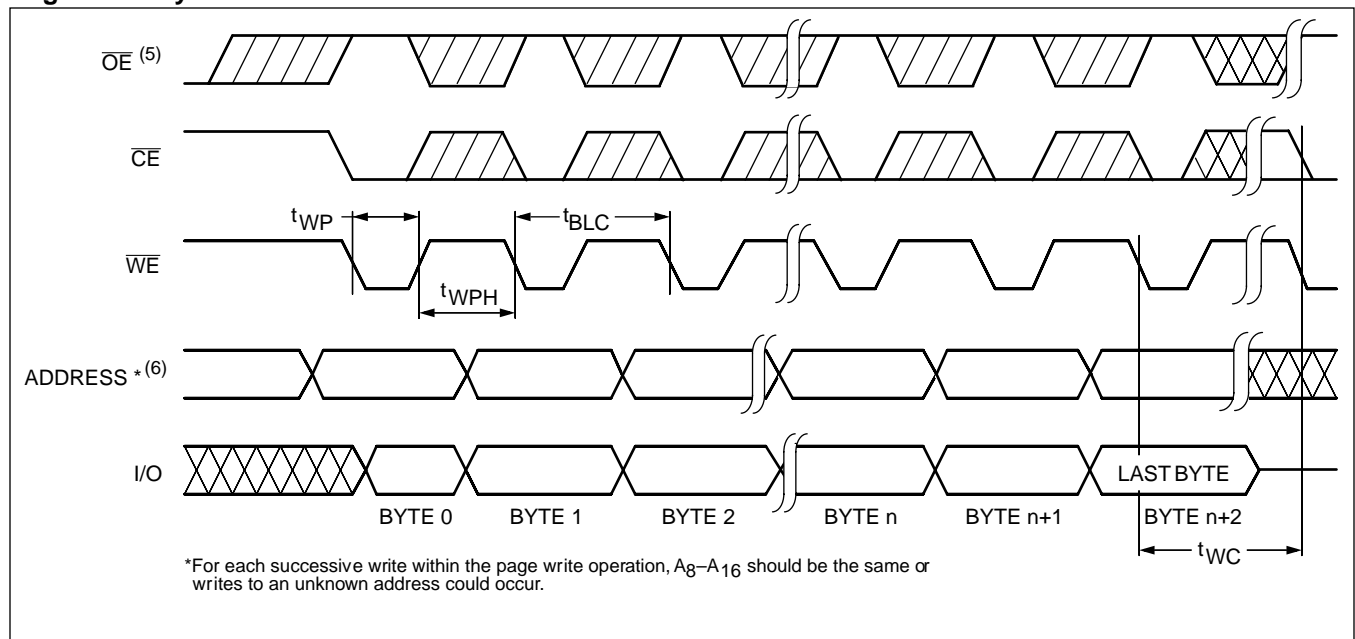 OE (5)
CE
tWP
tBLC
WE
tWPH
ADDRESS * (6)
I/O
LAST BYTE
BYTE 0 BYTE 1 BYTE 2 BYTE n BYTE n+1 BYTE n+2
tWC
*For each successive write within the page write operation, A8–A16 should be the same or
writes to an unknown address could occur.